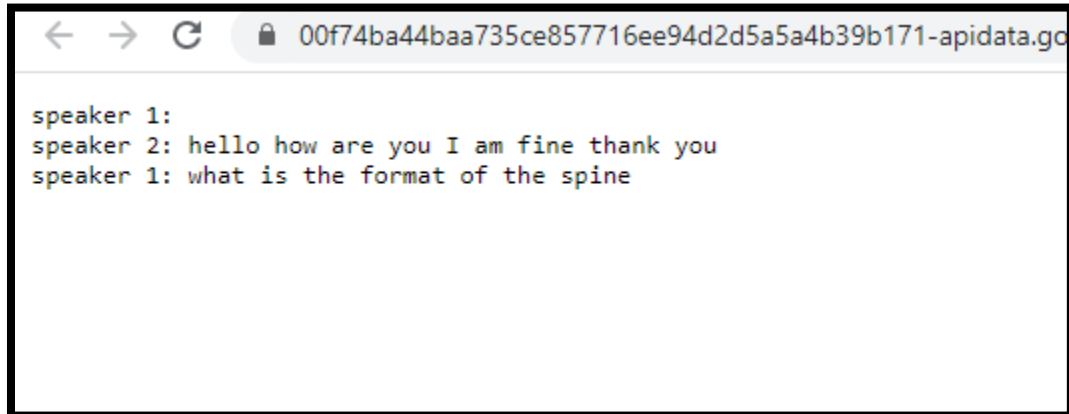 00f74ba44baa735ce857716ee94d2d5a5a4b39b171-apidata.go
speaker 1:
speaker 2: hello how are you I am fine thank you
speaker 1: what is the format of the spine